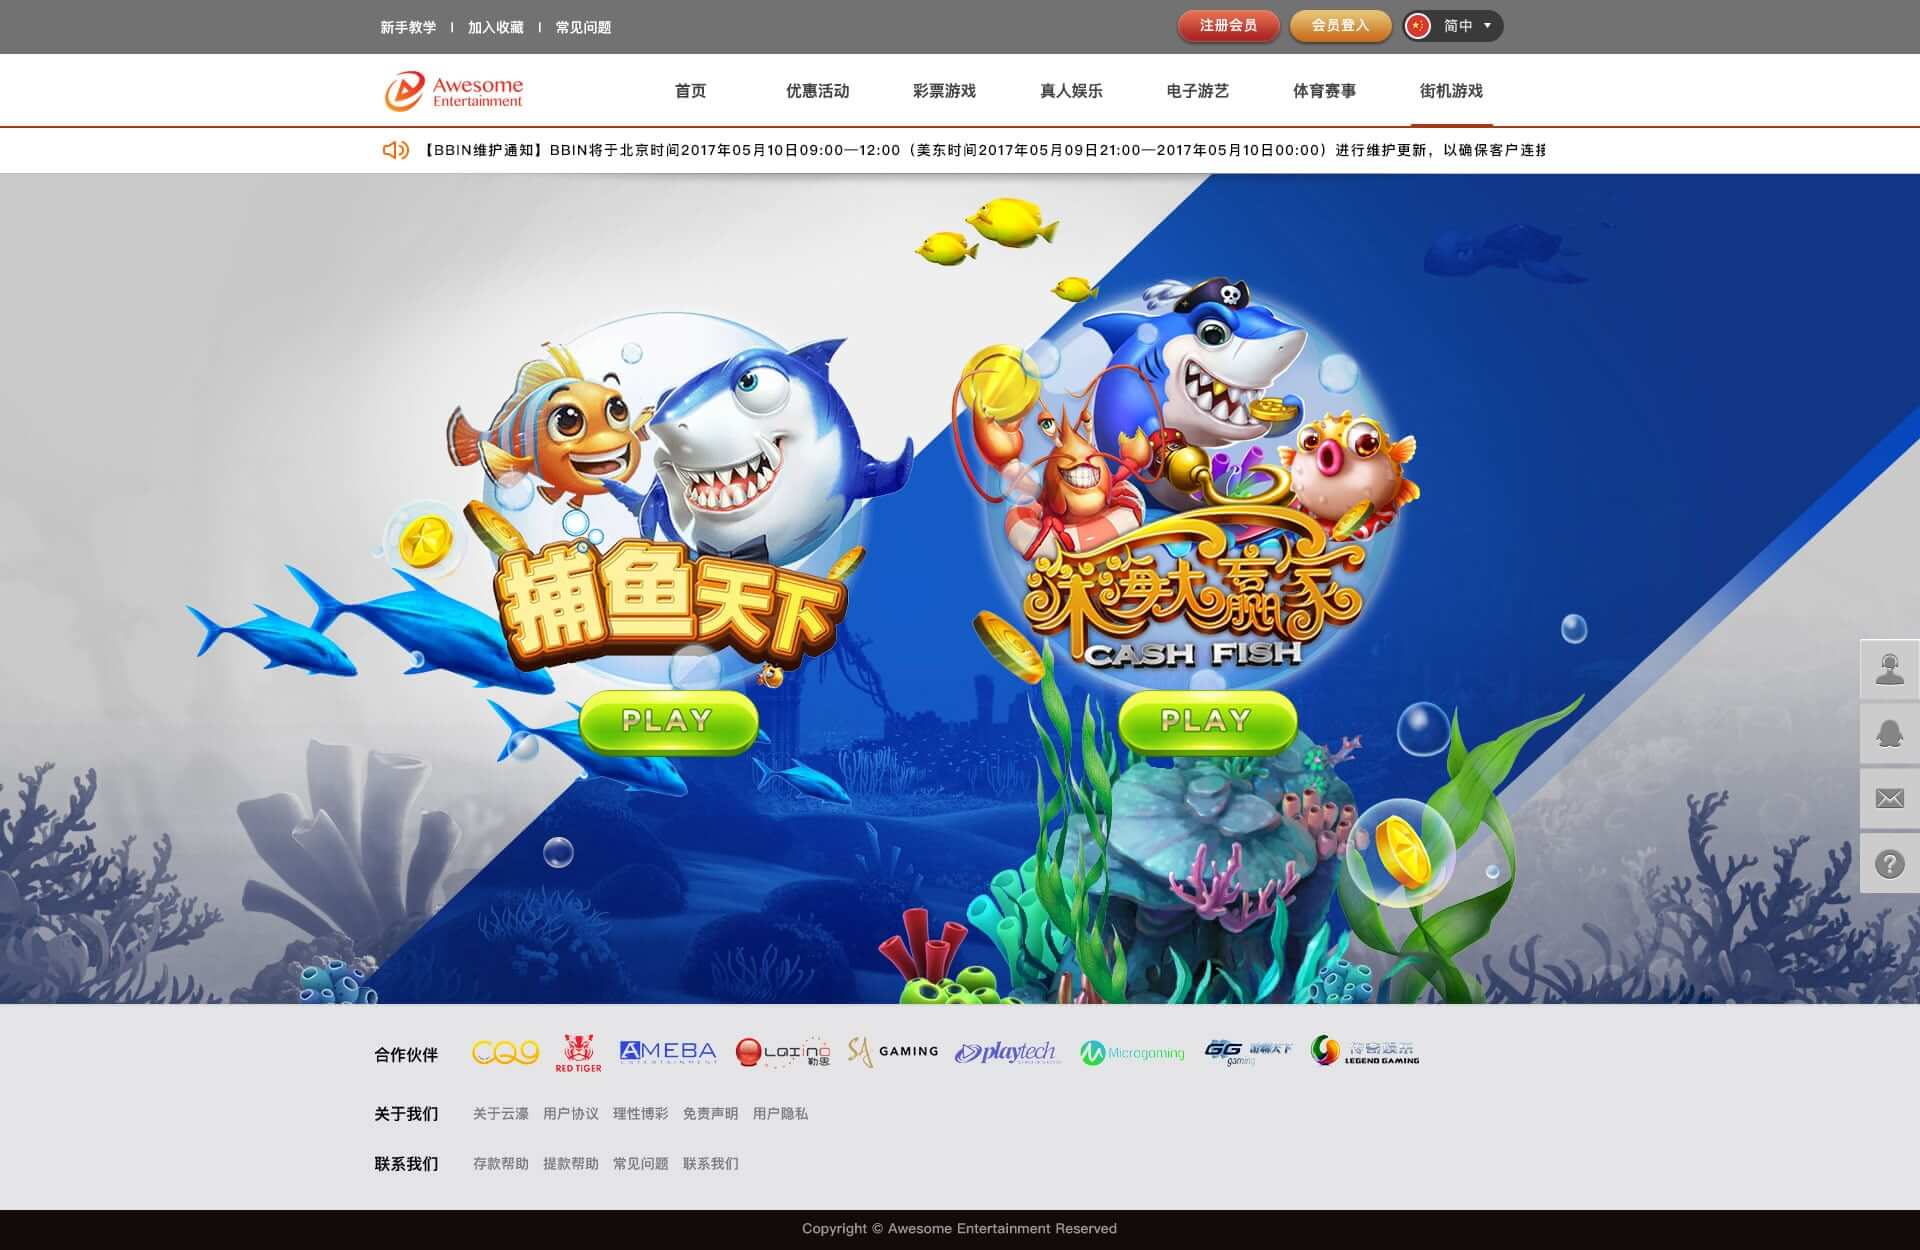 新手教学 | 加入收藏 | 常见问题
注册会员 会员登入 简中
Awesome Entertainment
首页 优惠活动 彩票游戏 真人娱乐 电子游艺 体育赛事 街机游戏
【BBIN维护通知】BBIN将于北京时间2017年05月10日09:00—12:00（美东时间2017年05月09日21:00—2017年05月10日00:00）进行维护更新，以确保客户连接
捕鱼天下
PLAY
深海大赢家
CASH FISH
PLAY
合作伙伴 CQ9 RED TIGER AMEBA ENTERTAINMENT LQxino 勒思 SA GAMING playtech Microgaming GG gaming 传奇娱乐 LEGEND GAMING
关于我们 关于云濠 用户协议 理性博彩 免责声明 用户隐私
联系我们 存款帮助 提款帮助 常见问题 联系我们
Copyright © Awesome Entertainment Reserved